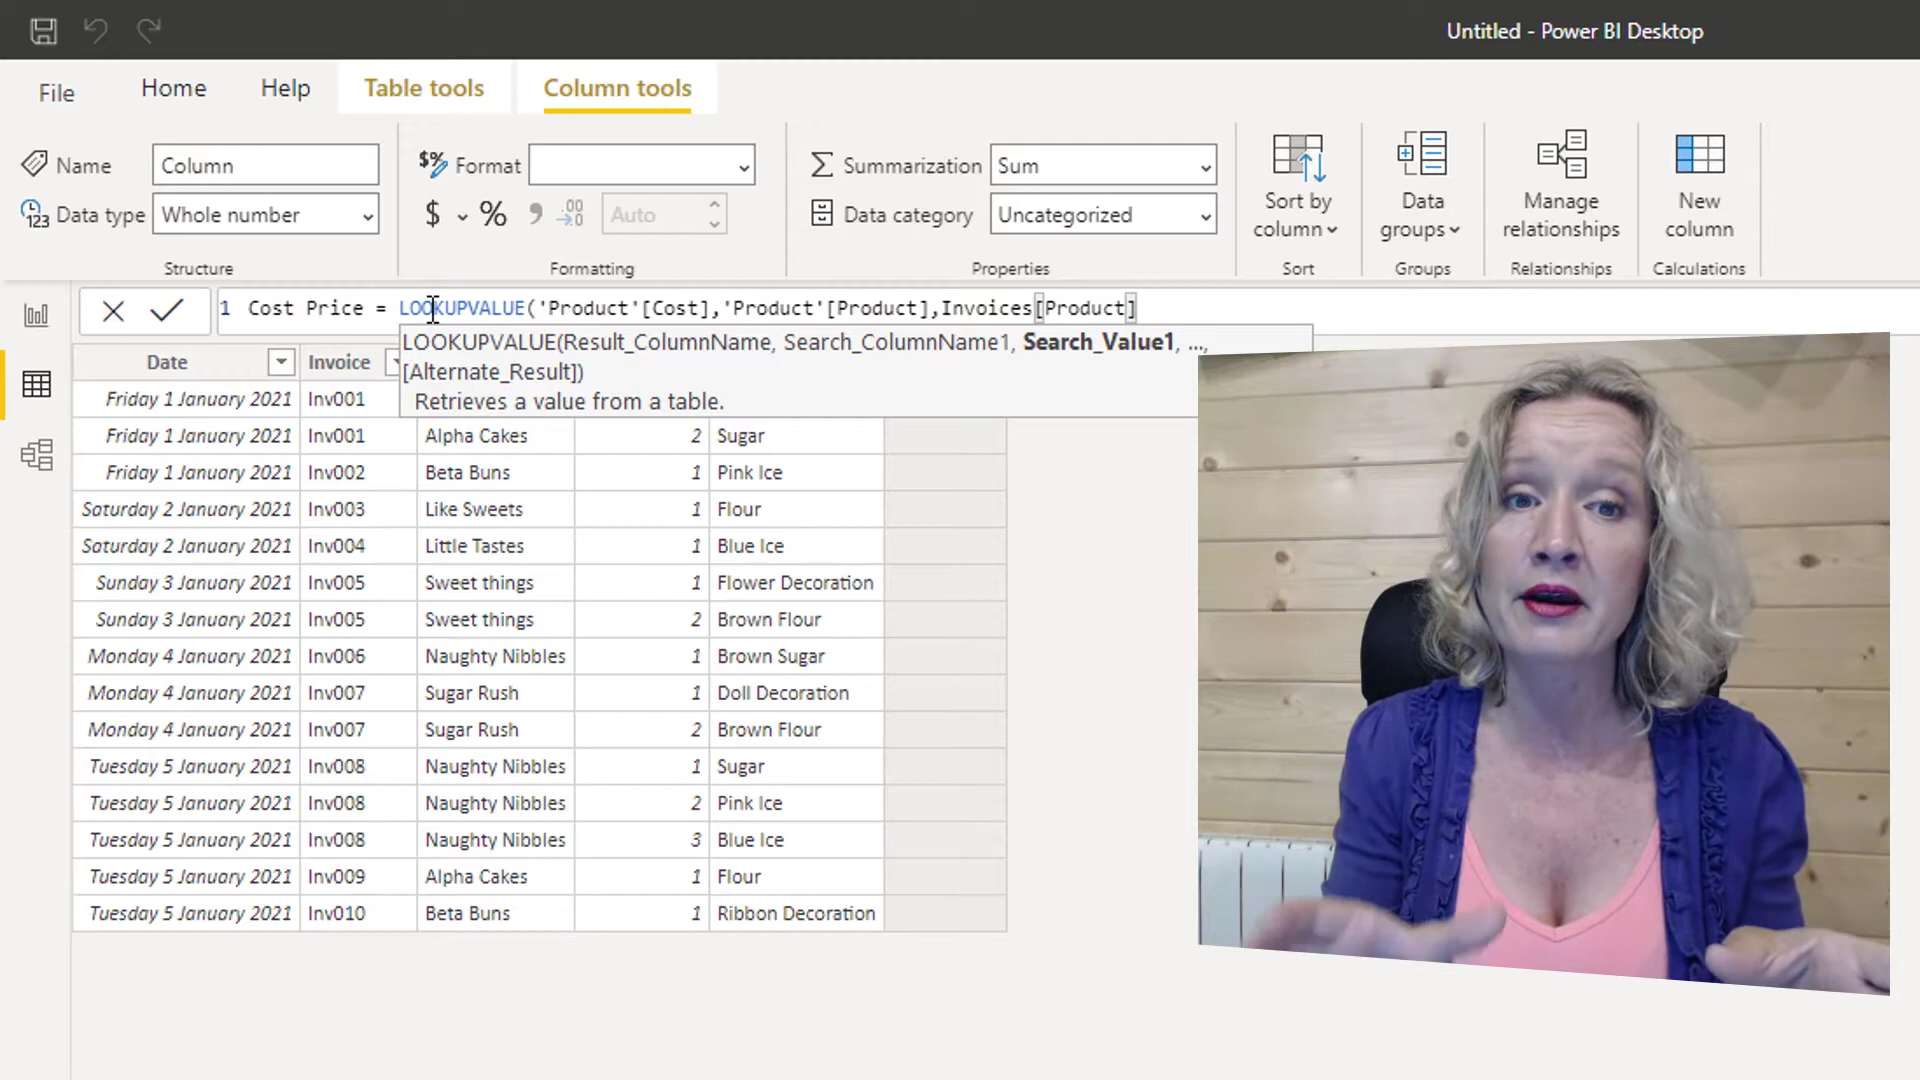 Untitled - Power BI Desktop
File Home Help Table tools Column tools
Name Column
Data type Whole number
Structure
$% Format
$ % 9 .00 Auto
Formatting
Summarization Sum
Data category Uncategorized
Properties
Sort by
column
Sort
Data
groups
Groups
Manage
relationships
Relationships
New
column
Calculations
1 Cost Price = LOOKUPVALUE('Product'[Cost],'Product'[Product],Invoices[Product]
LOOKUPVALUE(Result_ColumnName, Search_ColumnName1, Search_Value1, ...,
[Alternate_Result])
Retrieves a value from a table.
Date Invoice
Friday 1 January 2021 Inv001
Friday 1 January 2021 Inv001 Alpha Cakes 2 Sugar
Friday 1 January 2021 Inv002 Beta Buns 1 Pink Ice
Saturday 2 January 2021 Inv003 Like Sweets 1 Flour
Saturday 2 January 2021 Inv004 Little Tastes 1 Blue Ice
Sunday 3 January 2021 Inv005 Sweet things 1 Flower Decoration
Sunday 3 January 2021 Inv005 Sweet things 2 Brown Flour
Monday 4 January 2021 Inv006 Naughty Nibbles 1 Brown Sugar
Monday 4 January 2021 Inv007 Sugar Rush 1 Doll Decoration
Monday 4 January 2021 Inv007 Sugar Rush 2 Brown Flour
Tuesday 5 January 2021 Inv008 Naughty Nibbles 1 Sugar
Tuesday 5 January 2021 Inv008 Naughty Nibbles 2 Pink Ice
Tuesday 5 January 2021 Inv008 Naughty Nibbles 3 Blue Ice
Tuesday 5 January 2021 Inv009 Alpha Cakes 1 Flour
Tuesday 5 January 2021 Inv010 Beta Buns 1 Ribbon Decoration